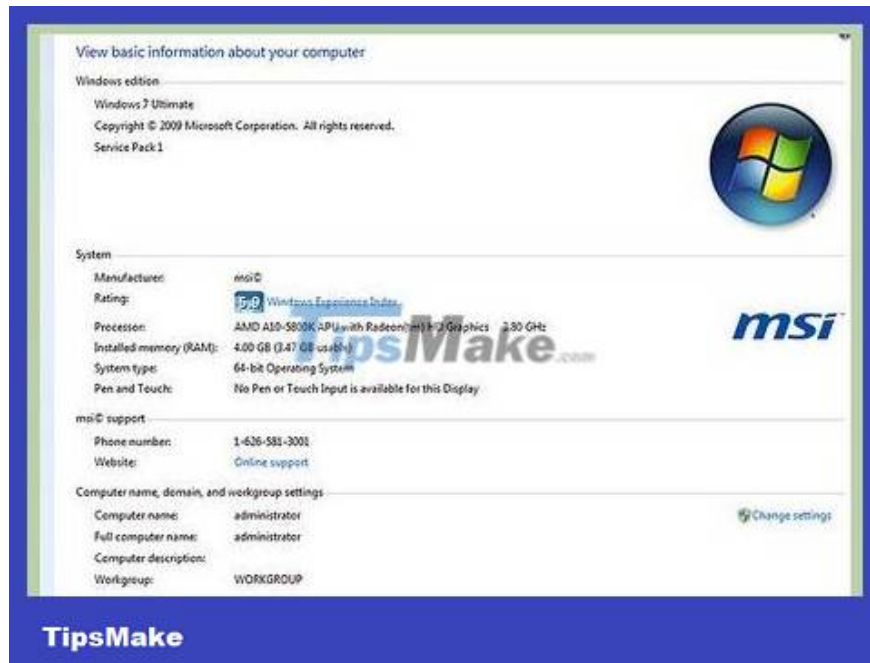 View basic information about your computer
Windows edition
Windows 7 Ultimate
Copyright © 2009 Microsoft Corporation. All rights reserved.
Service Pack 1
System
Manufacturer: msi©
Rating: 5.9 Windows Experience Index
Processor: AMD A10-5800K APU with Radeon(tm) HD Graphics 3.80 GHz
msi
Installed memory (RAM): 4.00 GB (3.47 GB usable)
TipsMake.com
System type: 64-bit Operating System
Pen and Touch: No Pen or Touch Input is available for this Display
msi© support
Phone number: 1-626-581-3001
Website: Online support
Computer name, domain, and workgroup settings
Computer name: administrator
Change settings
Full computer name: administrator
Computer description:
Workgroup: WORKGROUP
TipsMake